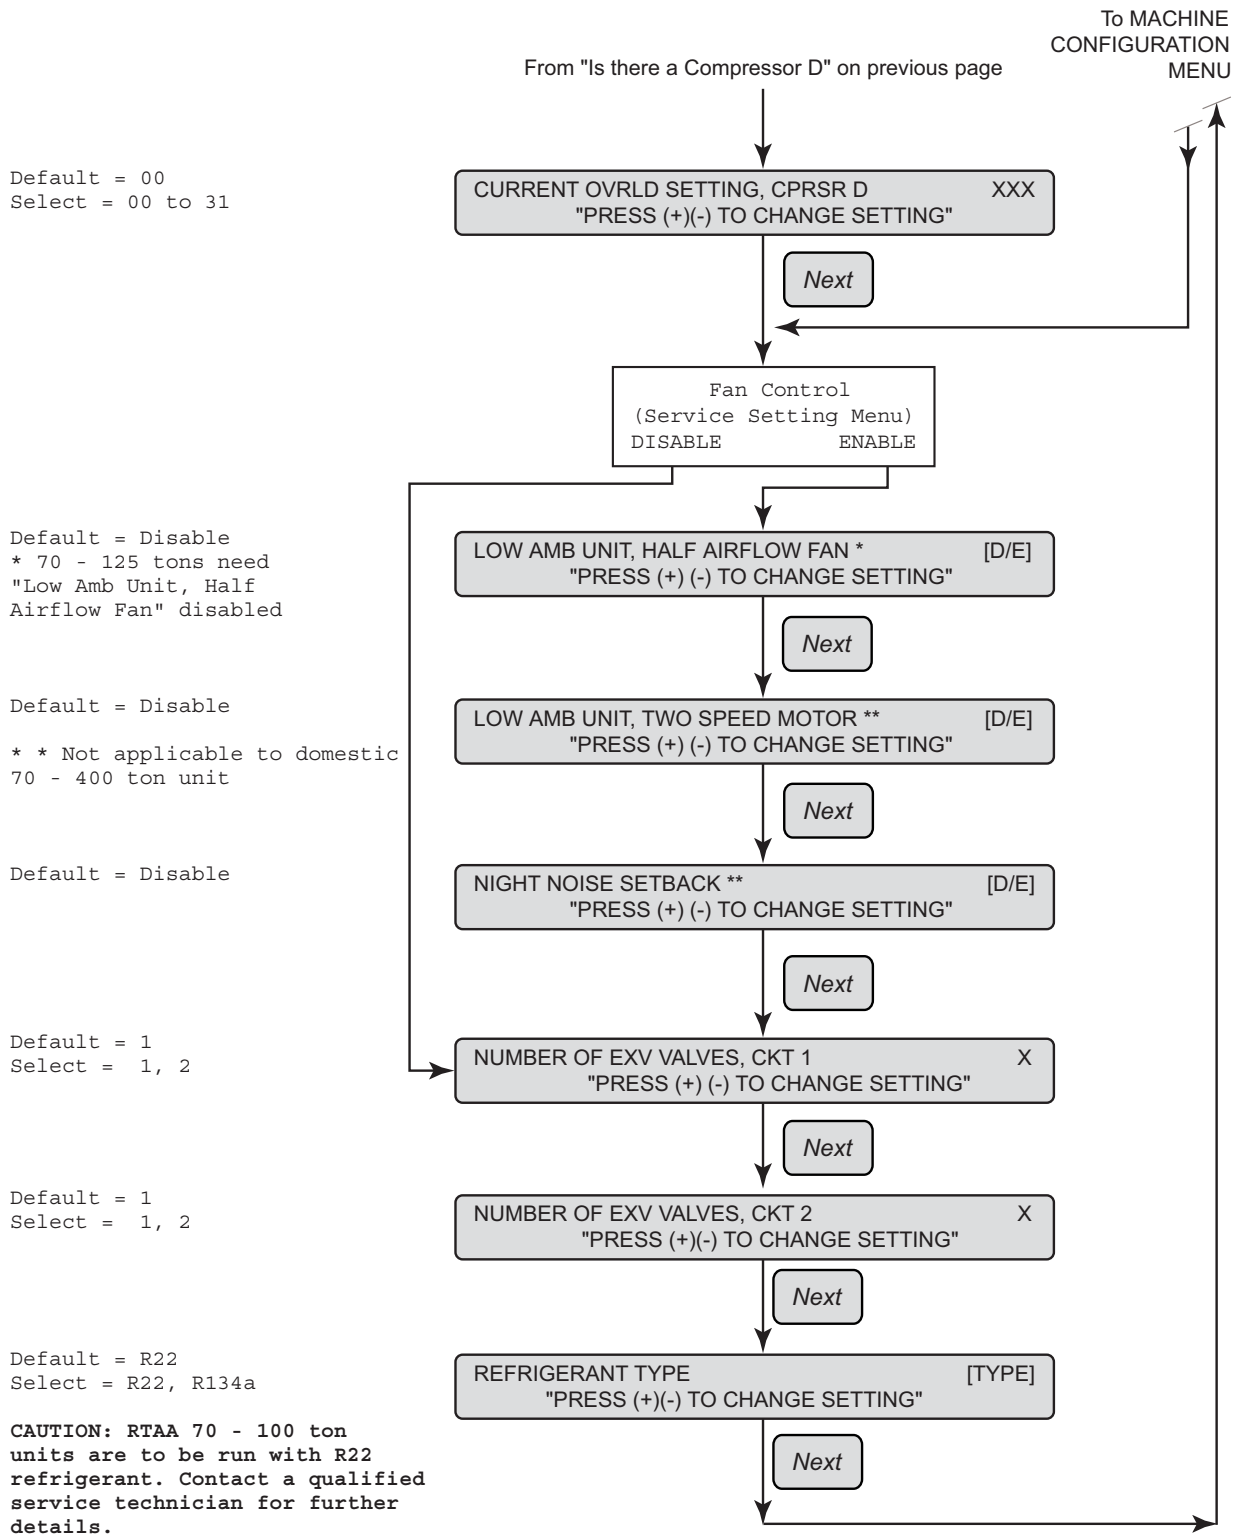 To MACHINE
CONFIGURATION
MENU
From "Is there a Compressor D" on previous page
Default = 00
Select = 00 to 31
CURRENT OVRLD SETTING, CPRSR D XXX
"PRESS (+)(-) TO CHANGE SETTING"
Next
Fan Control
(Service Setting Menu)
DISABLE ENABLE
Default = Disable
* 70 - 125 tons need
"Low Amb Unit, Half
Airflow Fan" disabled
LOW AMB UNIT, HALF AIRFLOW FAN * [D/E]
"PRESS (+) (-) TO CHANGE SETTING"
Next
Default = Disable
* * Not applicable to domestic
70 - 400 ton unit
LOW AMB UNIT, TWO SPEED MOTOR ** [D/E]
"PRESS (+) (-) TO CHANGE SETTING"
Next
Default = Disable
NIGHT NOISE SETBACK ** [D/E]
"PRESS (+) (-) TO CHANGE SETTING"
Next
Default = 1
Select = 1, 2
NUMBER OF EXV VALVES, CKT 1 X
"PRESS (+) (-) TO CHANGE SETTING"
Next
Default = 1
Select = 1, 2
NUMBER OF EXV VALVES, CKT 2 X
"PRESS (+)(-) TO CHANGE SETTING"
Next
Default = R22
Select = R22, R134a
REFRIGERANT TYPE [TYPE]
"PRESS (+)(-) TO CHANGE SETTING"
Next
CAUTION: RTAA 70 - 100 ton
units are to be run with R22
refrigerant. Contact a qualified
service technician for further
details.